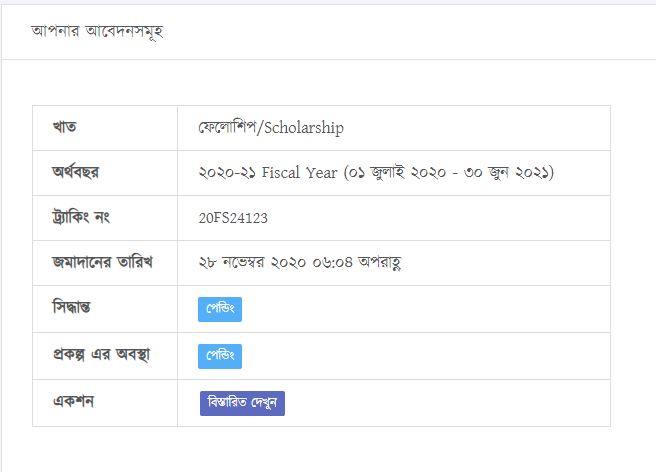 আপনার আবেদনসমূহ
খাত ফেলোশিপ/Scholarship
অর্থবছর ২০২০-২১ Fiscal Year (০১ জুলাই ২০২০ - ৩০ জুন ২০২১)
ট্র্যাকিং নং 20FS24123
জমাদানের তারিখ ২৮ নভেম্বর ২০২০ ০৬:০৪ অপরাহ্ণ
সিদ্ধান্ত পেন্ডিং
প্রকল্প এর অবস্থা পেন্ডিং
একশন বিস্তারিত দেখুন